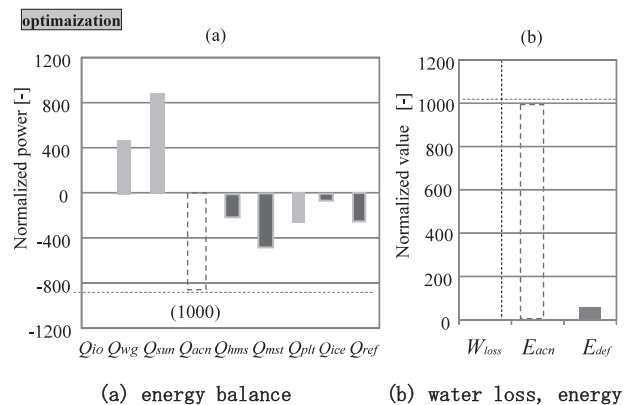 optimaization
(a)
(b)
Normalized power [-]
1200
800
400
0
-400
-800
-1200
(1000)
Qio Qwg Qsun Qacn Qhms Qmst Qplt Qice Qref
Normalized value [-]
1200
1000
800
600
400
200
0
Wloss Eacn Edef
(a) energy balance
(b) water loss, energy